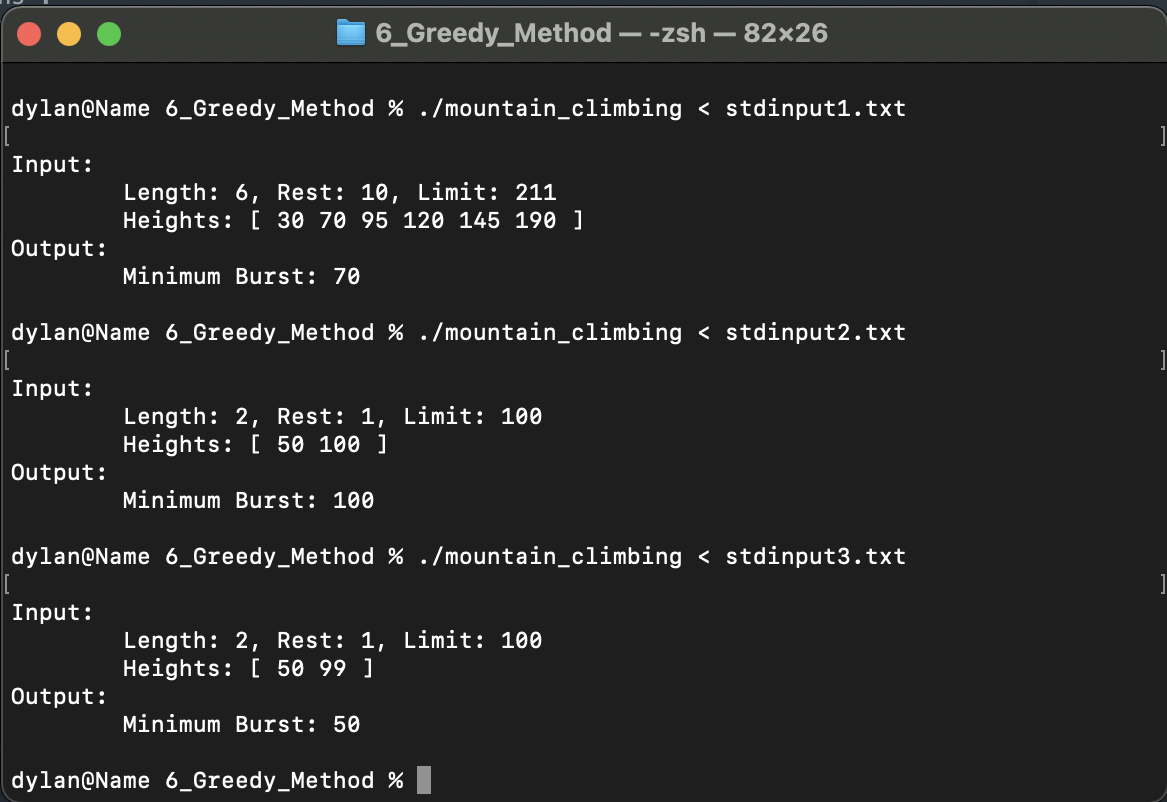 6_Greedy_Method — -zsh — 82×26
dylan@Name 6_Greedy_Method % ./mountain_climbing < stdinput1.txt
[ ]
Input:
Length: 6, Rest: 10, Limit: 211
Heights: [ 30 70 95 120 145 190 ]
Output:
Minimum Burst: 70
dylan@Name 6_Greedy_Method % ./mountain_climbing < stdinput2.txt
[ ]
Input:
Length: 2, Rest: 1, Limit: 100
Heights: [ 50 100 ]
Output:
Minimum Burst: 100
dylan@Name 6_Greedy_Method % ./mountain_climbing < stdinput3.txt
[ ]
Input:
Length: 2, Rest: 1, Limit: 100
Heights: [ 50 99 ]
Output:
Minimum Burst: 50
dylan@Name 6_Greedy_Method %